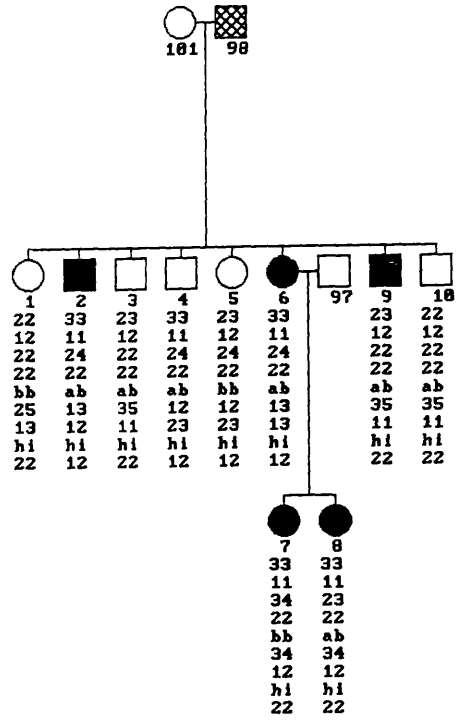 101 98
1 2 3 4 5 6 97 9 10
22 33 23 33 23 33 23 22
12 11 12 11 12 11 12 12
22 24 22 24 24 24 22 22
22 22 22 22 22 22 22 22
bb ab ab ab bb ab ab ab
25 13 35 12 12 13 35 35
13 12 11 23 23 13 11 11
hi hi hi hi hi hi hi hi
22 12 22 12 12 12 22 22
7 8
33 33
11 11
34 23
22 22
bb ab
34 34
12 12
hi hi
22 22